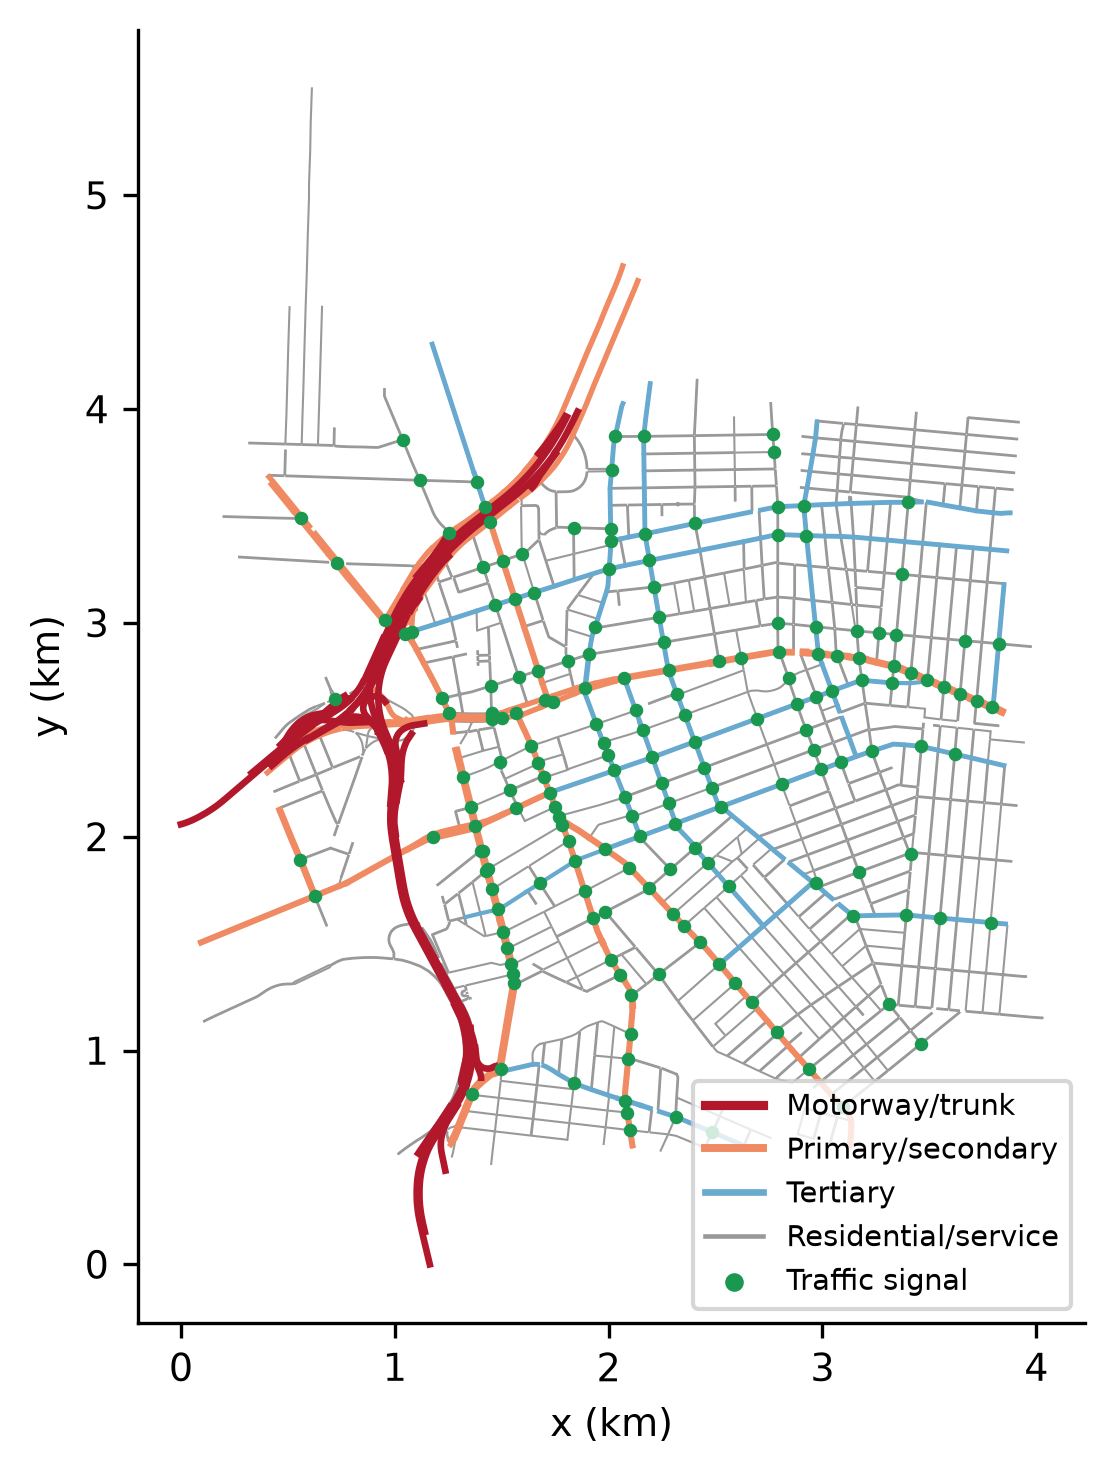 5
4
3
2
1
0
y (km)
Motorway/trunk
Primary/secondary
Tertiary
Residential/service
Traffic signal
0 1 2 3 4
x (km)